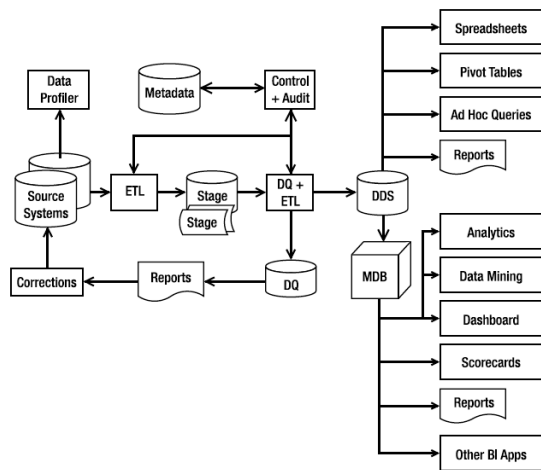 Spreadsheets
Data
Profiler
Metadata
Control
+ Audit
Pivot Tables
Ad Hoc Queries
Reports
Source
Systems
ETL
Stage
Stage
DQ +
ETL
DDS
Analytics
MDB
Data Mining
Corrections
Reports
DQ
Dashboard
Scorecards
Reports
Other BI Apps